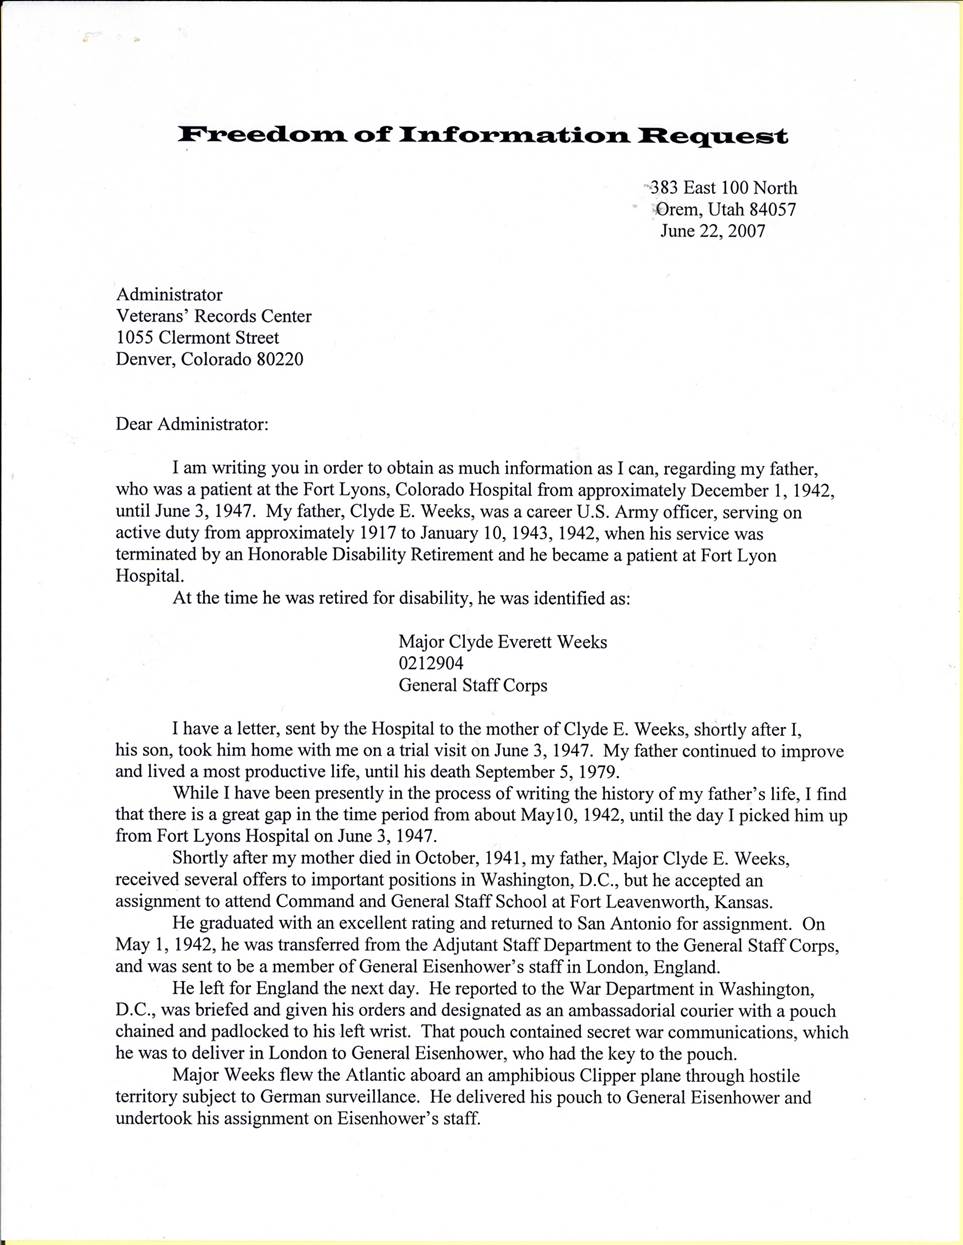 Freedom of Information Request
383 East 100 North
Orem, Utah 84057
June 22, 2007
Administrator
Veterans' Records Center
1055 Clermont Street
Denver, Colorado 80220
Dear Administrator:
I am writing you in order to obtain as much information as I can, regarding my father,
who was a patient at the Fort Lyons, Colorado Hospital from approximately December 1, 1942,
until June 3, 1947. My father, Clyde E. Weeks, was a career U.S. Army officer, serving on
active duty from approximately 1917 to January 10, 1943, 1942, when his service was
terminated by an Honorable Disability Retirement and he became a patient at Fort Lyon
Hospital.
At the time he was retired for disability, he was identified as:
Major Clyde Everett Weeks
0212904
General Staff Corps
I have a letter, sent by the Hospital to the mother of Clyde E. Weeks, shortly after I,
his son, took him home with me on a trial visit on June 3, 1947. My father continued to improve
and lived a most productive life, until his death September 5, 1979.
While I have been presently in the process of writing the history of my father's life, I find
that there is a great gap in the time period from about May10, 1942, until the day I picked him up
from Fort Lyons Hospital on June 3, 1947.
Shortly after my mother died in October, 1941, my father, Major Clyde E. Weeks,
received several offers to important positions in Washington, D.C., but he accepted an
assignment to attend Command and General Staff School at Fort Leavenworth, Kansas.
He graduated with an excellent rating and returned to San Antonio for assignment. On
May 1, 1942, he was transferred from the Adjutant Staff Department to the General Staff Corps,
and was sent to be a member of General Eisenhower's staff in London, England.
He left for England the next day. He reported to the War Department in Washington,
D.C., was briefed and given his orders and designated as an ambassadorial courier with a pouch
chained and padlocked to his left wrist. That pouch contained secret war communications, which
he was to deliver in London to General Eisenhower, who had the key to the pouch.
Major Weeks flew the Atlantic aboard an amphibious Clipper plane through hostile
territory subject to German surveillance. He delivered his pouch to General Eisenhower and
undertook his assignment on Eisenhower's staff.